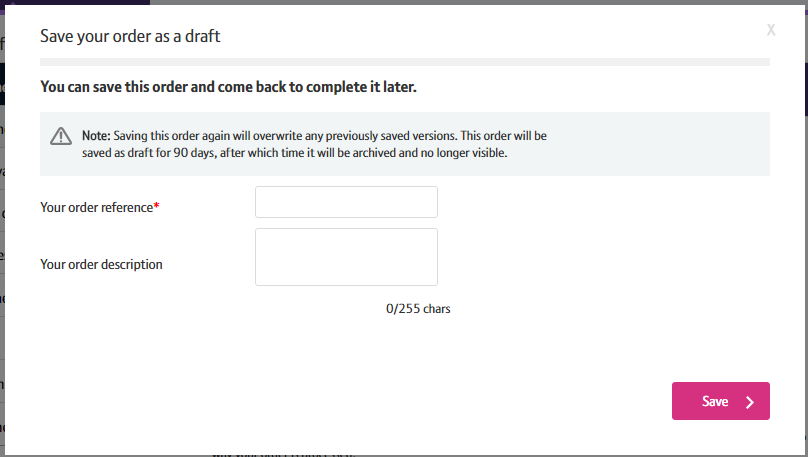 Save your order as a draft
X
You can save this order and come back to complete it later.
Note: Saving this order again will overwrite any previously saved versions. This order will be
saved as draft for 90 days, after which time it will be archived and no longer visible.
Your order reference*
Your order description
0/255 chars
Save